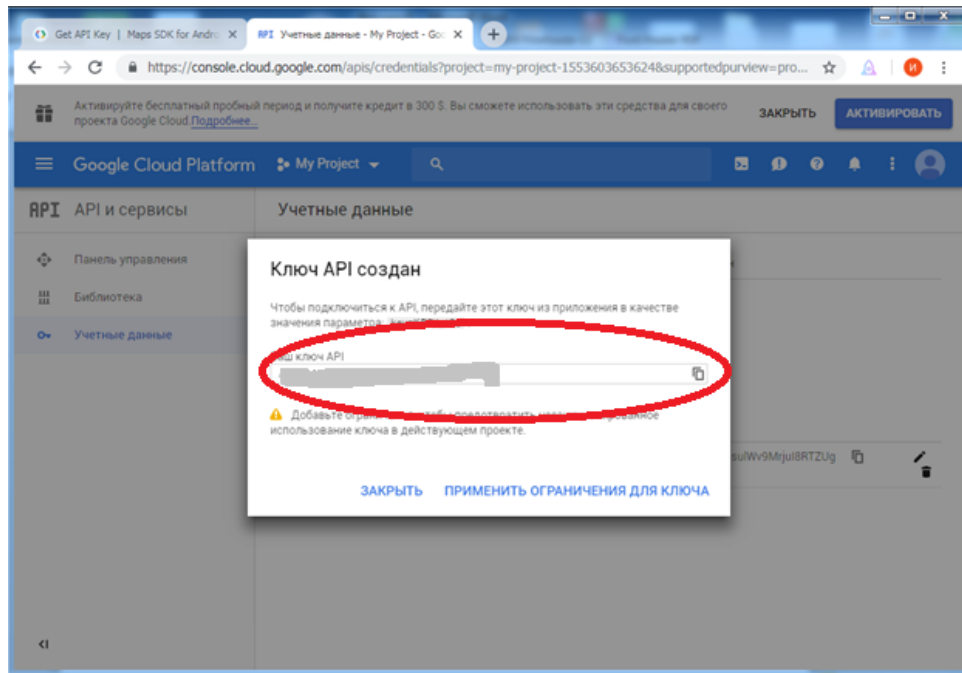 Get API Key | Maps SDK for Andro
API Учетные данные - My Project - Goo
https://console.cloud.google.com/apis/credentials?project=my-project-1553603653624&supportedpurview=pro...
и
Активируйте бесплатный пробный период и получите кредит в 300 $. Вы сможете использовать эти средства для своего
проекта Google Cloud.Подробнее...
ЗАКРЫТЬ
АКТИВИРОВАТЬ
Google Cloud Platform
My Project
API API и сервисы
Учетные данные
Панель управления
Библиотека
Учетные данные
Ключ API создан
Чтобы подключиться к API, передайте этот ключ из приложения в качестве
значения параметра
ваш ключ API
Добавьте
использование ключа в действующем проекте.
sulWv9Mrjul8RTZUg
ЗАКРЫТЬ
ПРИМЕНИТЬ ОГРАНИЧЕНИЯ ДЛЯ КЛЮЧА